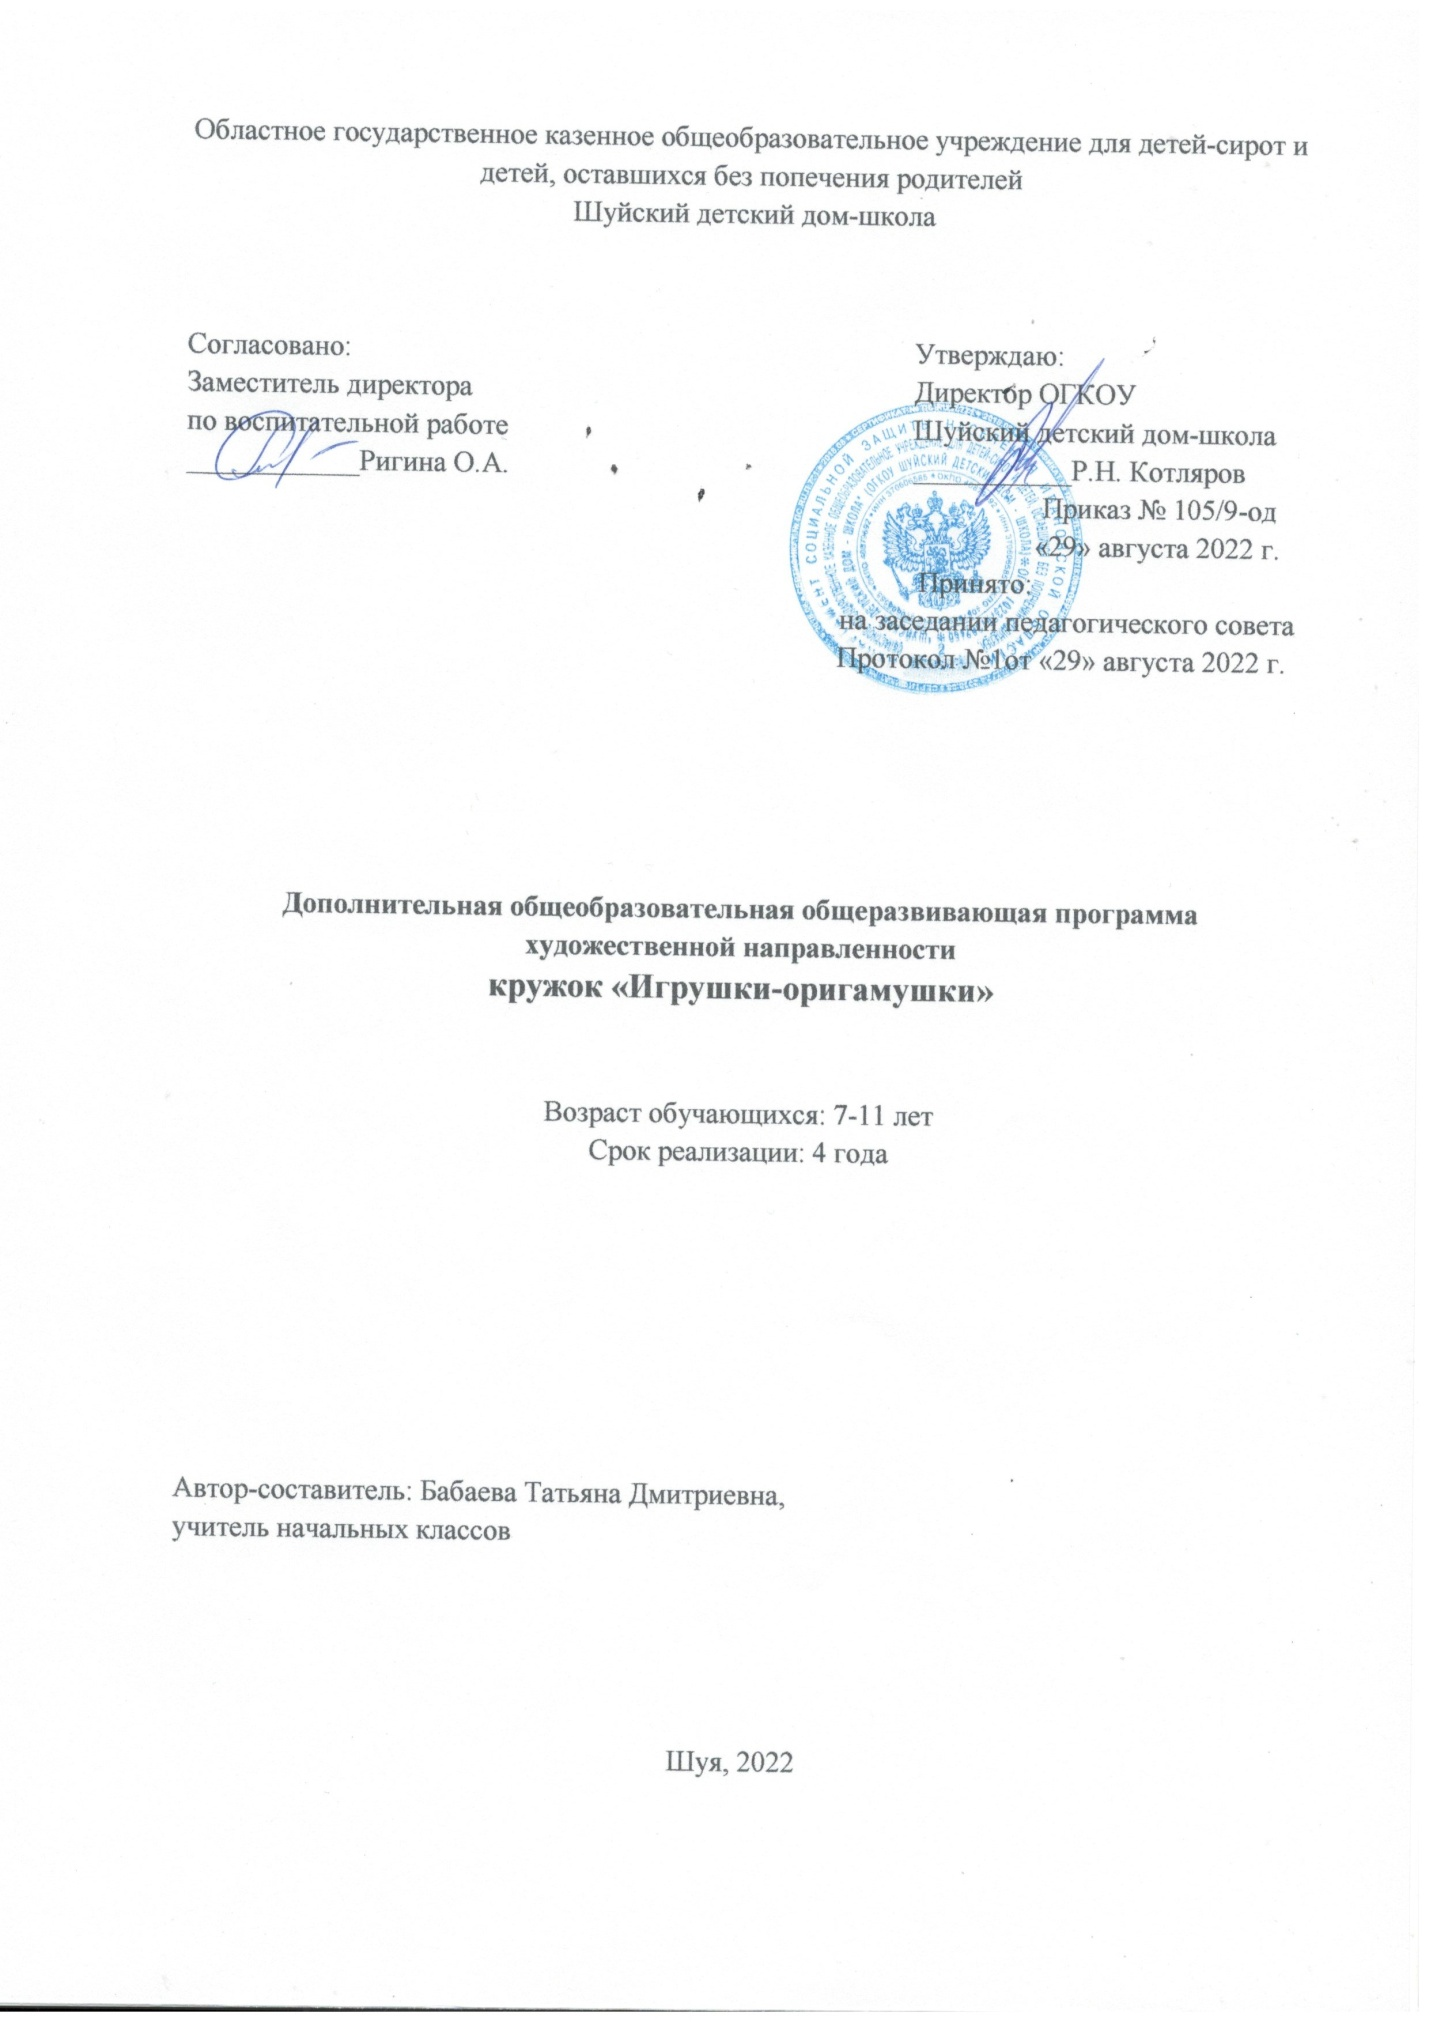 Областное государственное казенное общеобразовательное учреждение для детей-сирот и
детей, оставшихся без попечения родителей
Шуйский детский дом-школа
Согласовано:
Заместитель директора
по воспитательной работе
____________Ригина О.А.
Утверждаю:
Директор ОГКОУ
Шуйский детский дом-школа
___________Р.Н. Котляров
Приказ № 105/9-од
«29» августа 2022 г.
Принято:
на заседании педагогического совета
Протокол №1от «29» августа 2022 г.
Дополнительная общеобразовательная общеразвивающая программа
художественной направленности
кружок «Игрушки-оригамушки»
Возраст обучающихся: 7-11 лет
Срок реализации: 4 года
Автор-составитель: Бабаева Татьяна Дмитриевна,
учитель начальных классов
Шуя, 2022